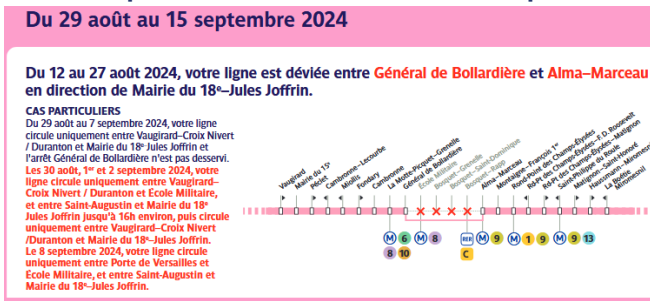 Du 29 août au 15 septembre 2024
Du 12 au 27 août 2024, votre ligne est déviée entre Général de Bollardière et Alma–Marceau
en direction de Mairie du 18e–Jules Joffrin.
CAS PARTICULIERS
Du 29 août au 7 septembre 2024, votre ligne
circule uniquement entre Vaugirard–Croix Nivert
/ Duranton et Mairie du 18e Jules Joffrin et
l'arrêt Général de Bollardière n'est pas desservi.
Les 30 août, 1er et 2 septembre 2024, votre
ligne circule uniquement entre Vaugirard–
Croix Nivert / Duranton et École Militaire,
et entre Saint-Augustin et Mairie du 18e
Jules Joffrin jusqu'à 16h environ, puis circule
uniquement entre Vaugirard–Croix Nivert
/Duranton et Mairie du 18e–Jules Joffrin.
Le 8 septembre 2024, votre ligne circule
uniquement entre Porte de Versailles et
École Militaire, et entre Saint-Augustin et
Mairie du 18e-Jules Joffrin.
Vaugirard
Mairie du 15e
Péclet
Cambronne–Lecourbe
Miollis
Fondary
Cambronne
La Motte-Picquet–Grenelle
Général de Bollardière
École Militaire
Bosquet–Grenelle
Bosquet–Saint-Dominique
Bosquet–Rapp
Alma–Marceau
Montaigne–François 1er
Rond-Point des Champs-Élysées
Rd-Pt des Champs-Élysées–F. D. Roosevelt
Rd-Pt des Champs-Élysées–Matignon
Saint-Philippe du Roule
Matignon–Saint-Honoré
Haussmann–Miromesnil
La Boétie
Miromesnil
M 6 M 8 RER M 9 M 1 9 M 9 13
8 10 C